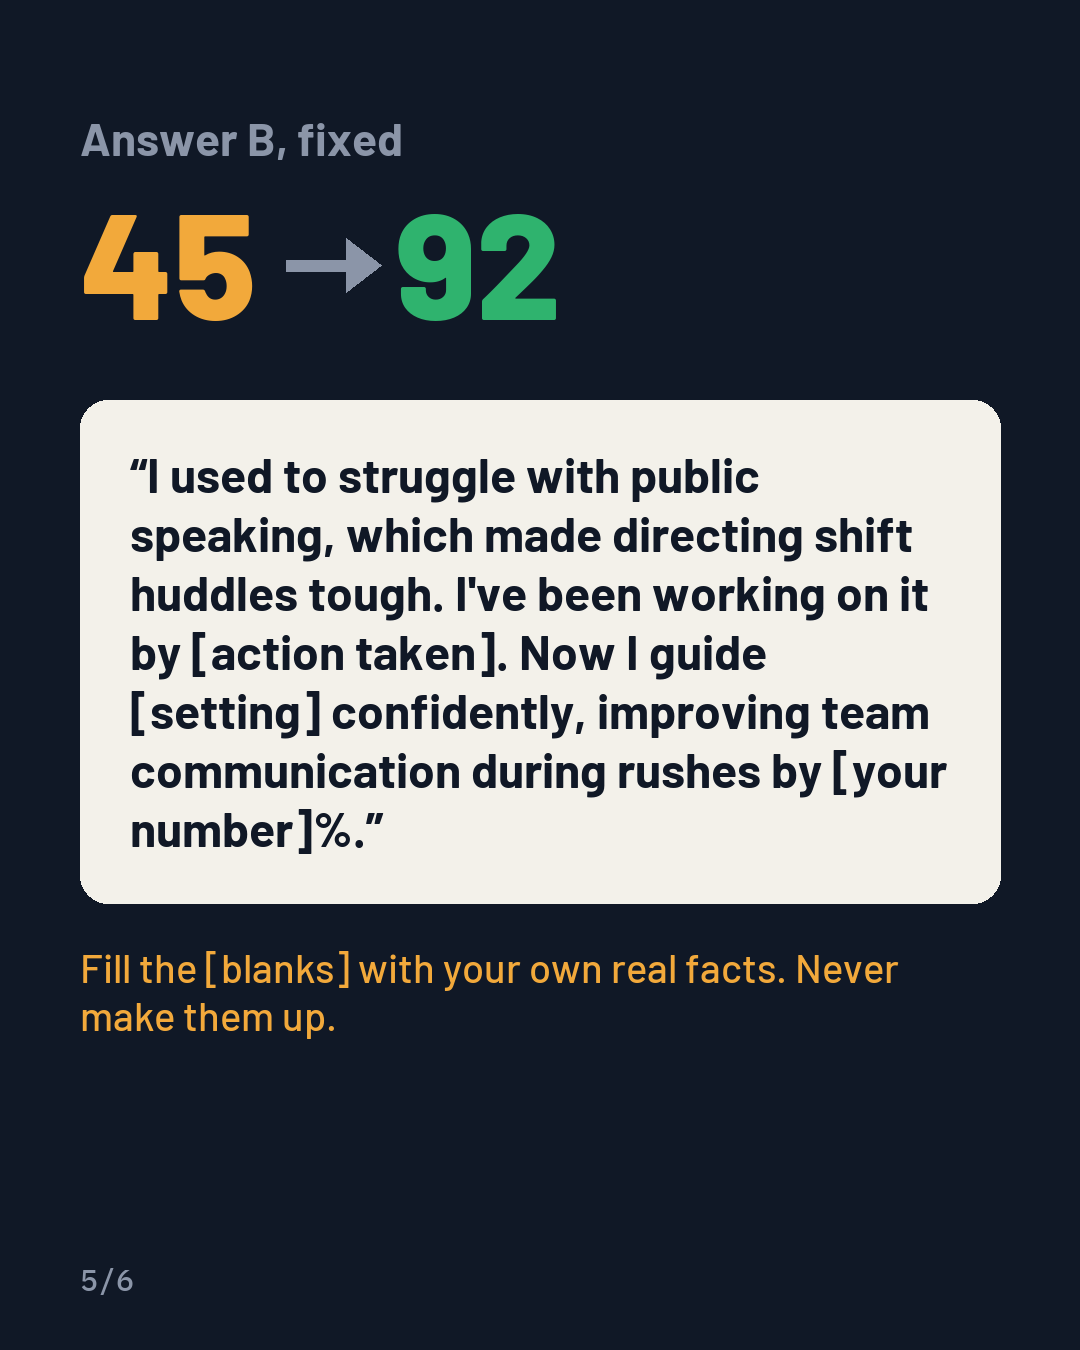 Answer B, fixed
45 → 92
“I used to struggle with public
speaking, which made directing shift
huddles tough. I've been working on it
by [action taken]. Now I guide
[setting] confidently, improving team
communication during rushes by [your
number]%.”
Fill the [blanks] with your own real facts. Never
make them up.
5/6